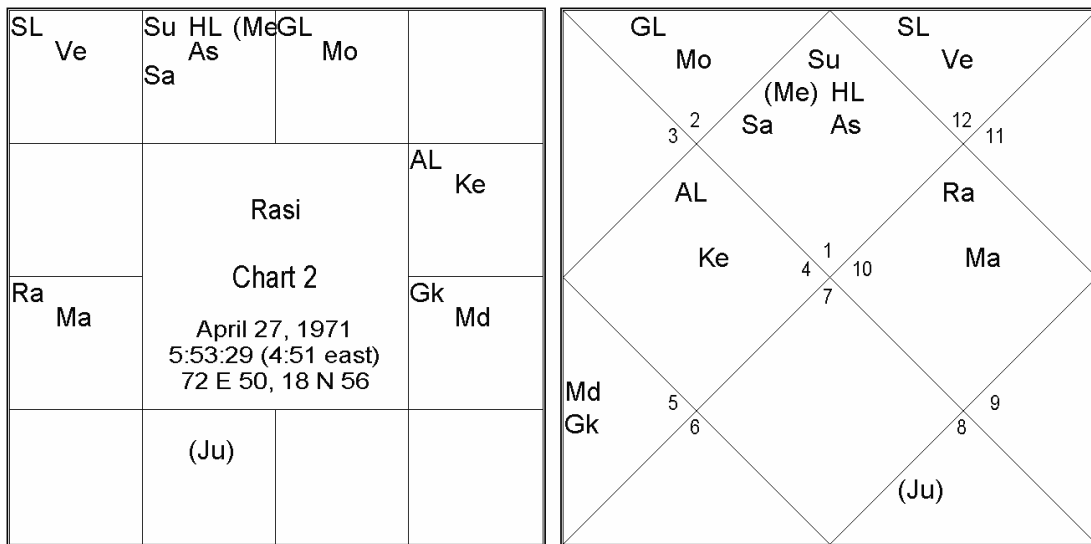 SL
Ve
Su HL (Me
As
Sa
GL
Mo
AL
Ke
Rasi
Chart 2
April 27, 1971
5:53:29 (4:51 east)
72 E 50, 18 N 56
Ra
Ma
Gk
Md
(Ju)
GL
Mo
Su
(Me) HL
Sa As
SL
Ve
2
3
12
11
AL
Ke
Ra
Ma
1
4 10
7
Md
Gk
5
6
9
8
(Ju)